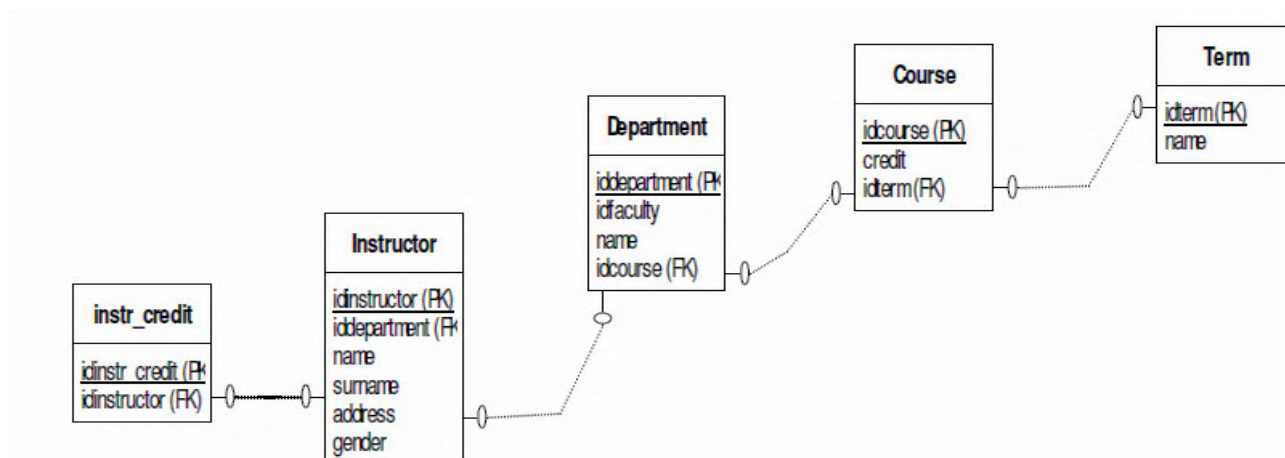 instr_credit
idinstr_credit (PK
idinstructor (FK)
Instructor
idinstructor (PK)
iddepartment (FK
name
surname
address
gender
Department
iddepartment (PK
idfaculty
name
idcourse (FK)
Course
idcourse (PK)
credit
idterm(FK)
Term
idterm(PK)
name